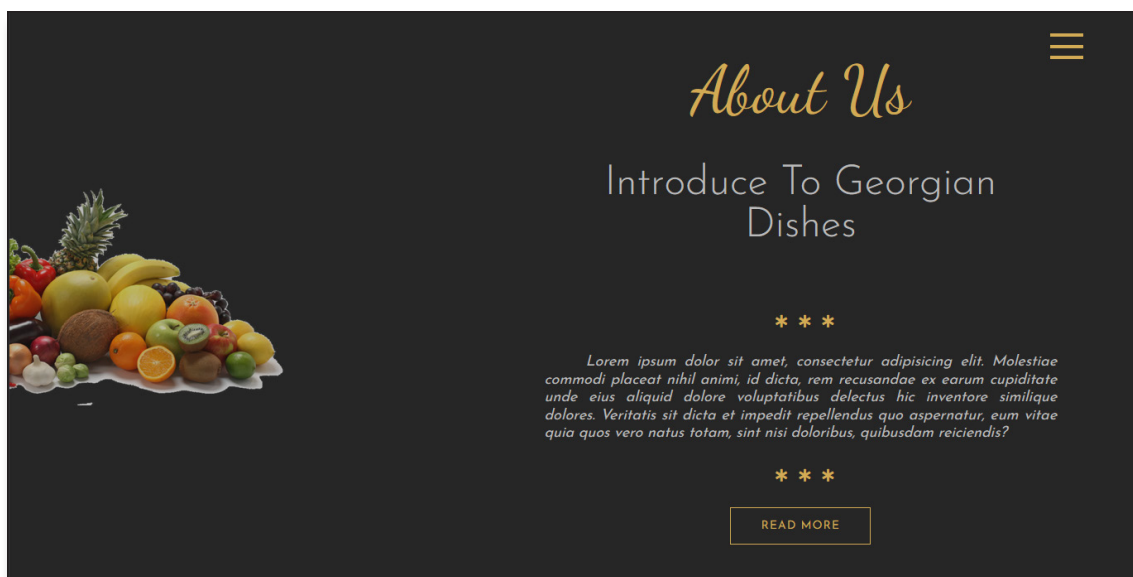 About Us
Introduce To Georgian
Dishes
* * *
Lorem ipsum dolor sit amet, consectetur adipisicing elit. Molestiae
commodi placeat nihil animi, id dicta, rem recusandae ex earum cupiditate
unde eius aliquid dolore voluptatibus delectus hic inventore similique
dolores. Veritatis sit dicta et impedit repellendus quo aspernatur, eum vitae
quia quos vero natus totam, sint nisi doloribus, quibusdam reiciendis?
* * *
READ MORE